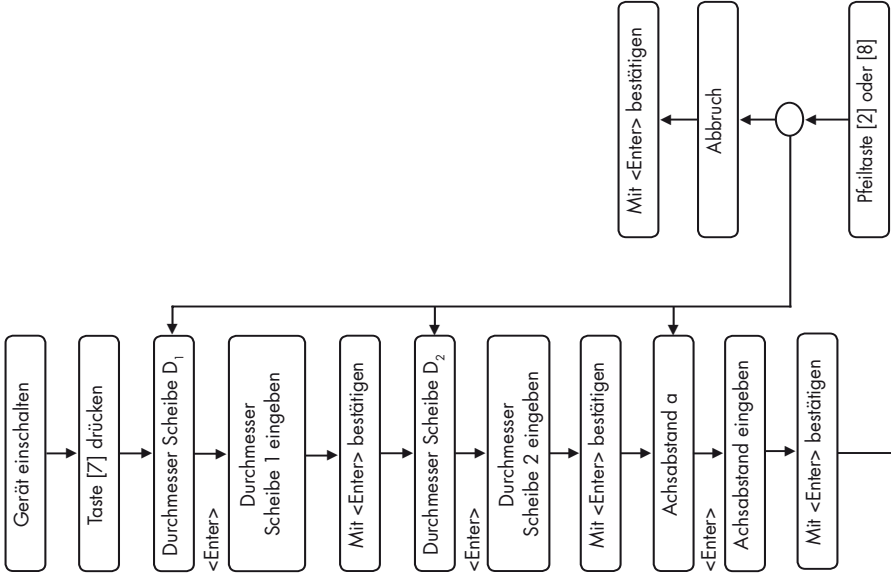 Gerät einschalten
Taste [7] drücken
Durchmesser Scheibe D₁
<Enter>
Durchmesser
Scheibe 1 eingeben
Mit <Enter> bestätigen
Durchmesser Scheibe D₂
<Enter>
Durchmesser
Scheibe 2 eingeben
Mit <Enter> bestätigen
Achsabstand a
<Enter>
Achsabstand eingeben
Mit <Enter> bestätigen
Mit <Enter> bestätigen
Abbruch
Pfeiltaste [2] oder [8]